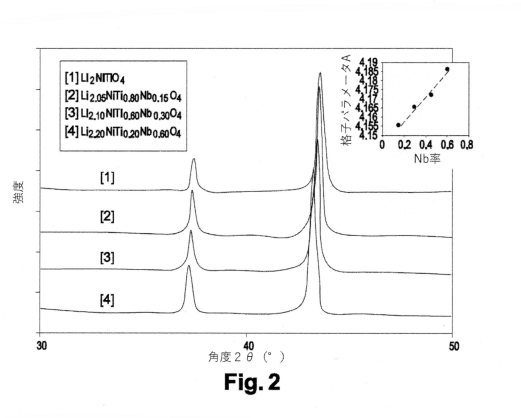 [1] Li2NiTiO4
[2] Li2.05NiTi0.80Nb0.15O4
[3] Li2.10NiTi0.60Nb0.30O4
[4] Li2.20NiTi0.20Nb0.60O4
格子パラメータA
4,19
4,185
4,18
4,175
4,17
4,165
4,16
4,155
4,15
0 0,2 0,4 0,6 0,8
Nb率
強度
[1]
[2]
[3]
[4]
30 40 50
角度2θ (°)
Fig. 2